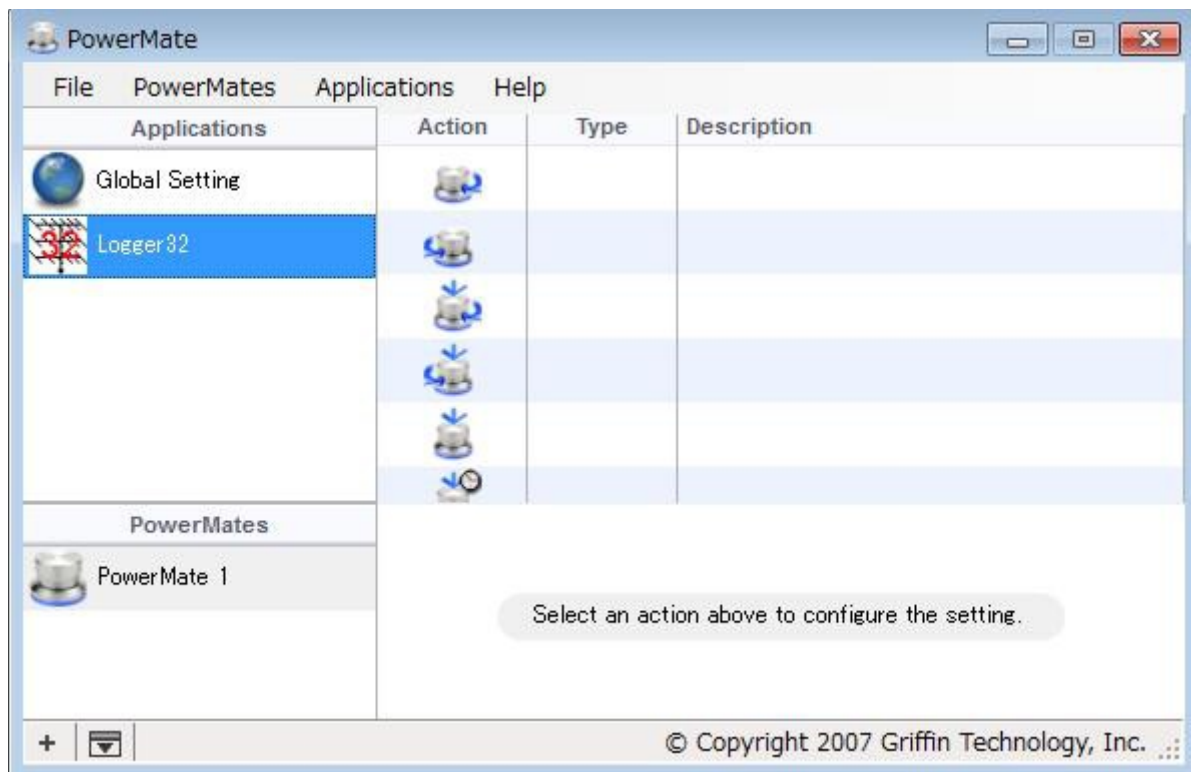 PowerMate
File PowerMates Applications Help
Applications Action Type Description
Global Setting
32
Logger32
PowerMates
PowerMate 1
Select an action above to configure the setting.
+ © Copyright 2007 Griffin Technology, Inc.